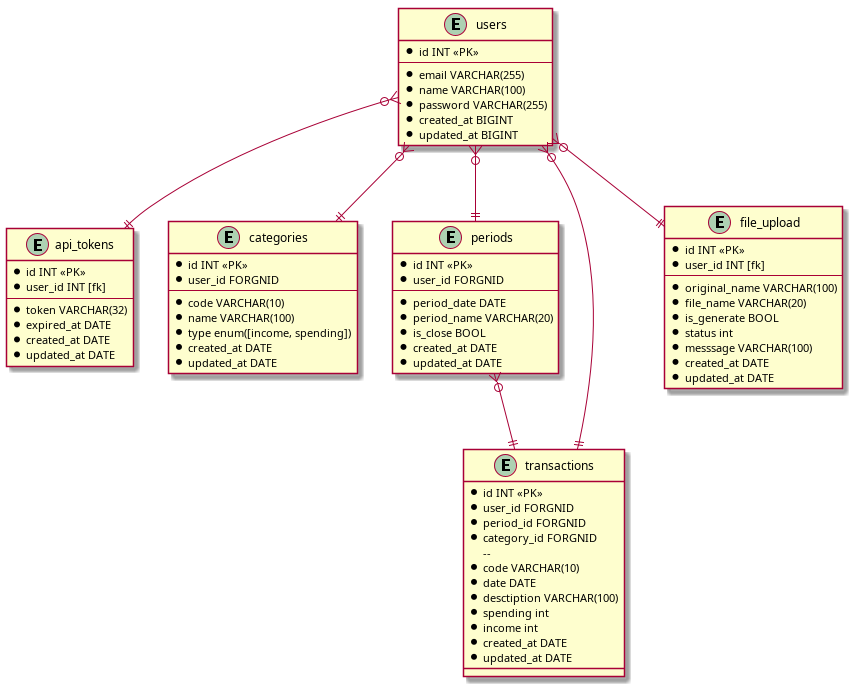 E users
id INT «PK»
email VARCHAR(255)
name VARCHAR(100)
password VARCHAR(255)
created_at BIGINT
updated_at BIGINT
E api_tokens
id INT «PK»
user_id INT [fk]
token VARCHAR(32)
expired_at DATE
created_at DATE
updated_at DATE
E categories
id INT «PK»
user_id FORGNID
code VARCHAR(10)
name VARCHAR(100)
type enum([income, spending])
created_at DATE
updated_at DATE
E periods
id INT «PK»
user_id FORGNID
period_date DATE
period_name VARCHAR(20)
is_close BOOL
created_at DATE
updated_at DATE
E file_upload
id INT «PK»
user_id INT [fk]
original_name VARCHAR(100)
file_name VARCHAR(20)
is_generate BOOL
status int
messsage VARCHAR(100)
created_at DATE
updated_at DATE
E transactions
id INT «PK»
user_id FORGNID
period_id FORGNID
category_id FORGNID
--
code VARCHAR(10)
date DATE
desctiption VARCHAR(100)
spending int
income int
created_at DATE
updated_at DATE